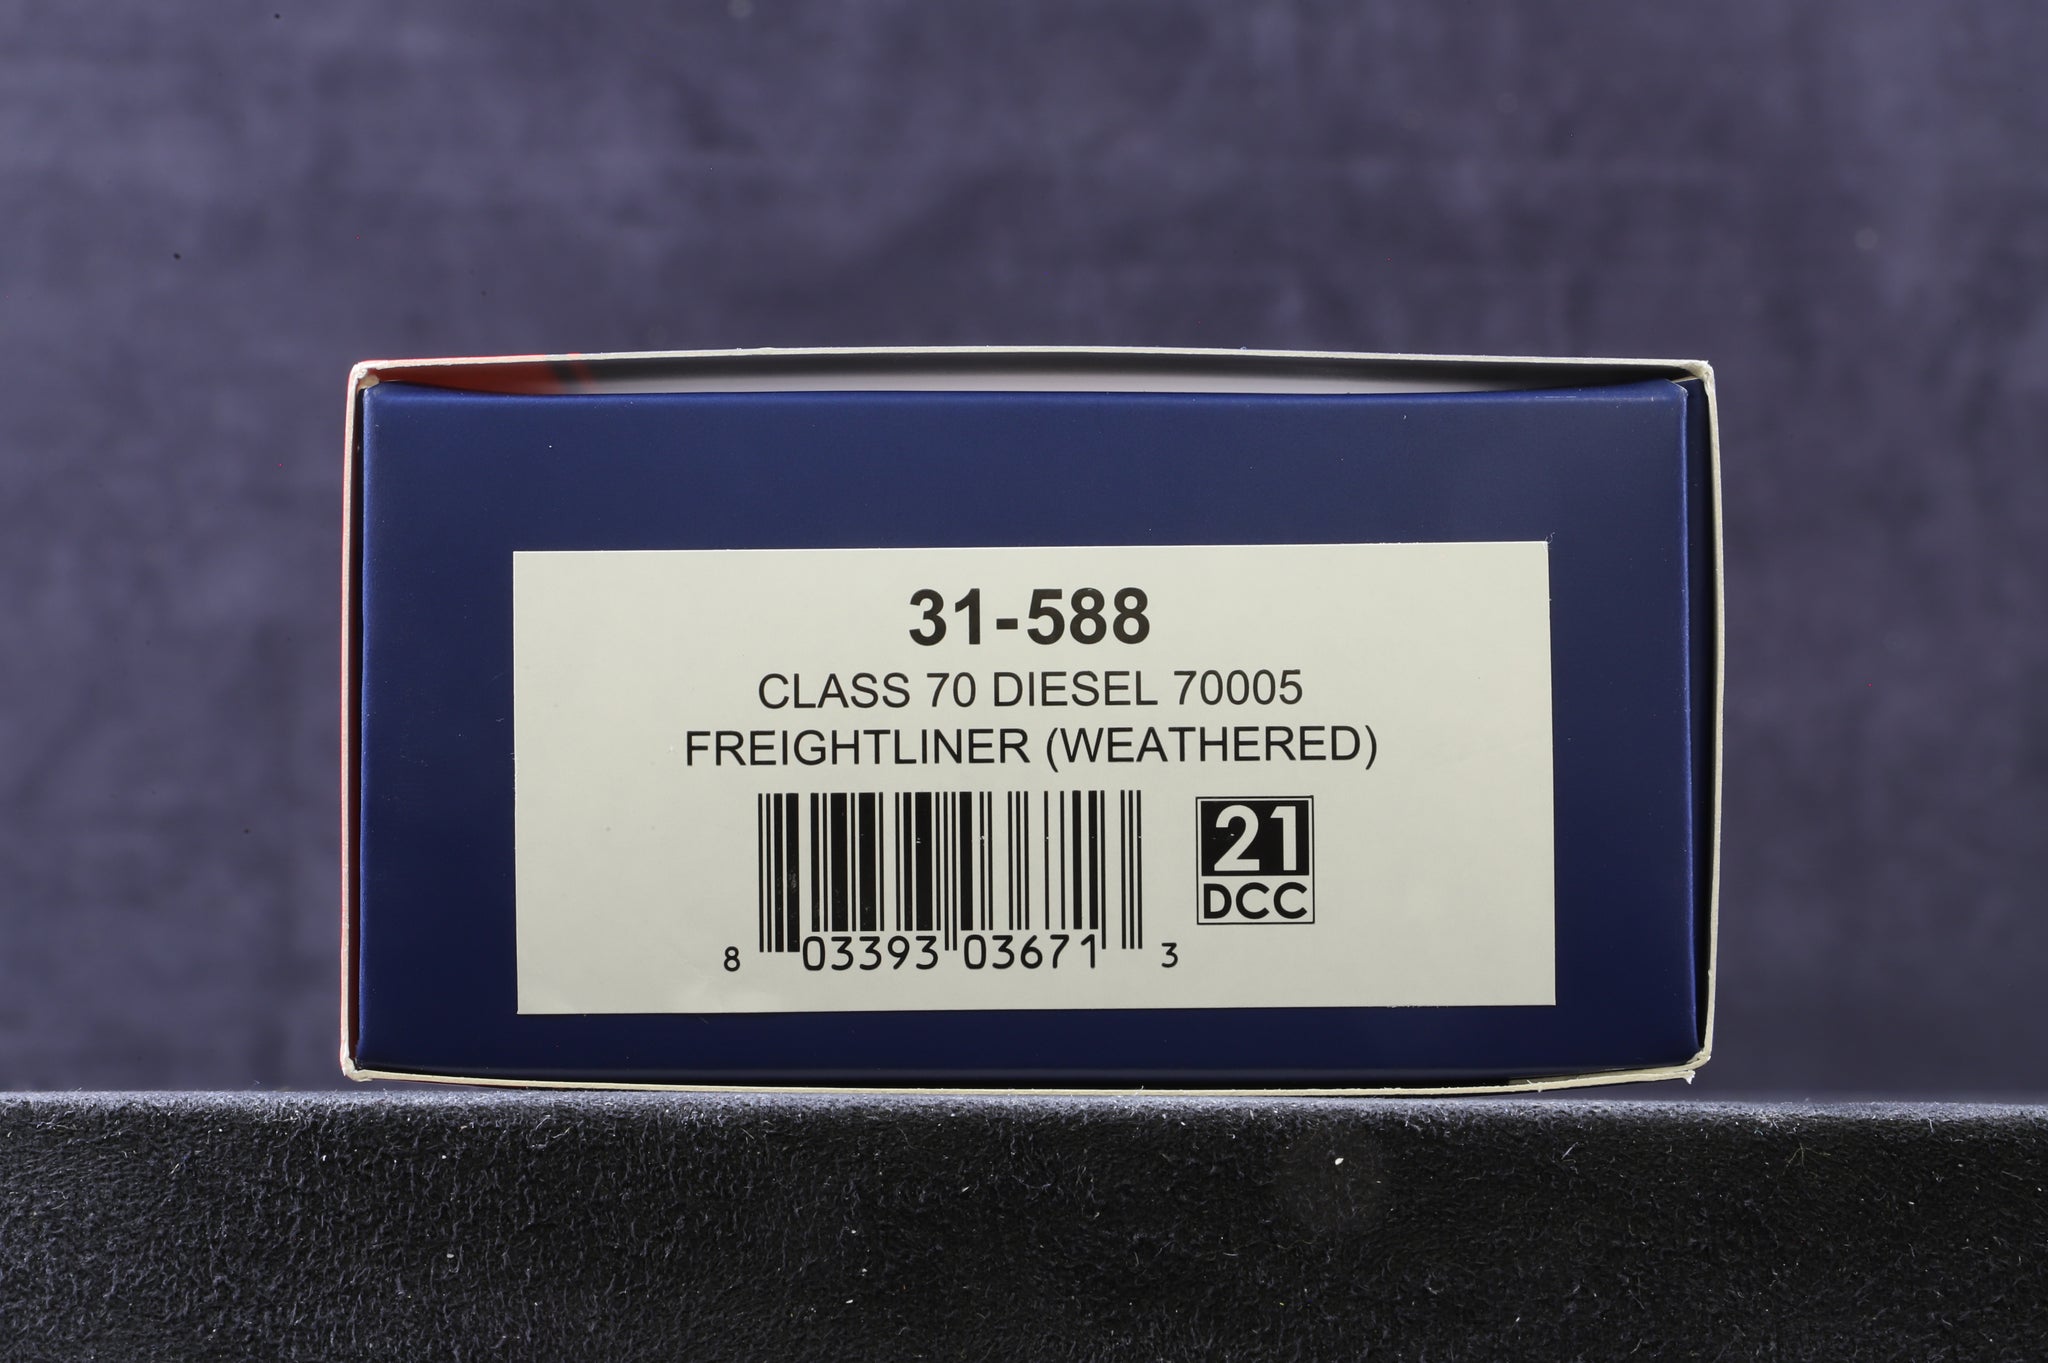 31-588
CLASS 70 DIESEL 70005
FREIGHTLINER (WEATHERED)
8 03393 03671 3
21
DCC